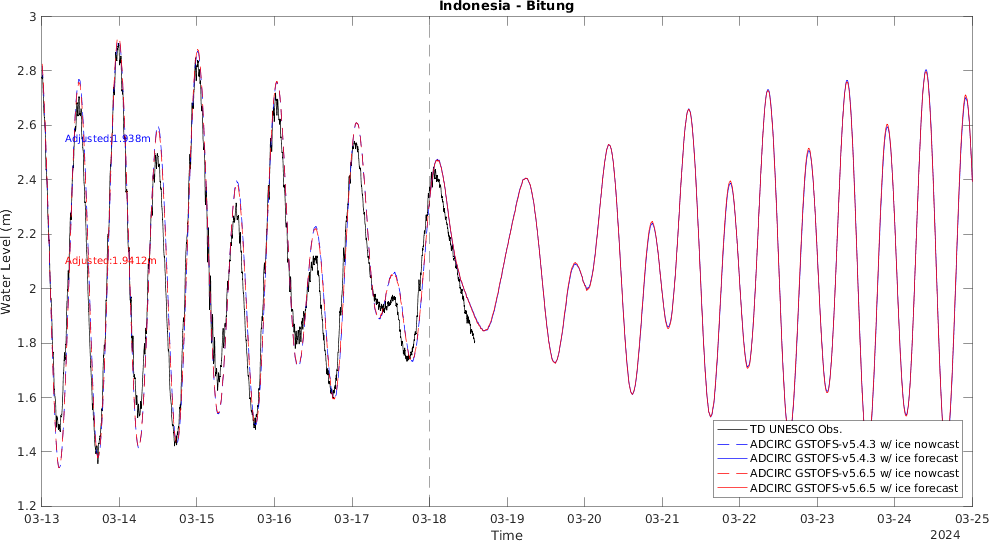 Indonesia - Bitung
3
2.8
2.6
2.4
2.2
2
1.8
1.6
1.4
1.2
Water Level (m)
Adjusted:1.938m
Adjusted:1.9412m
TD UNESCO Obs.
ADCIRC GSTOFS-v5.4.3 w/ ice nowcast
ADCIRC GSTOFS-v5.4.3 w/ ice forecast
ADCIRC GSTOFS-v5.6.5 w/ ice nowcast
ADCIRC GSTOFS-v5.6.5 w/ ice forecast
03-13 03-14 03-15 03-16 03-17 03-18 03-19 03-20 03-21 03-22 03-23 03-24 03-25
Time
2024